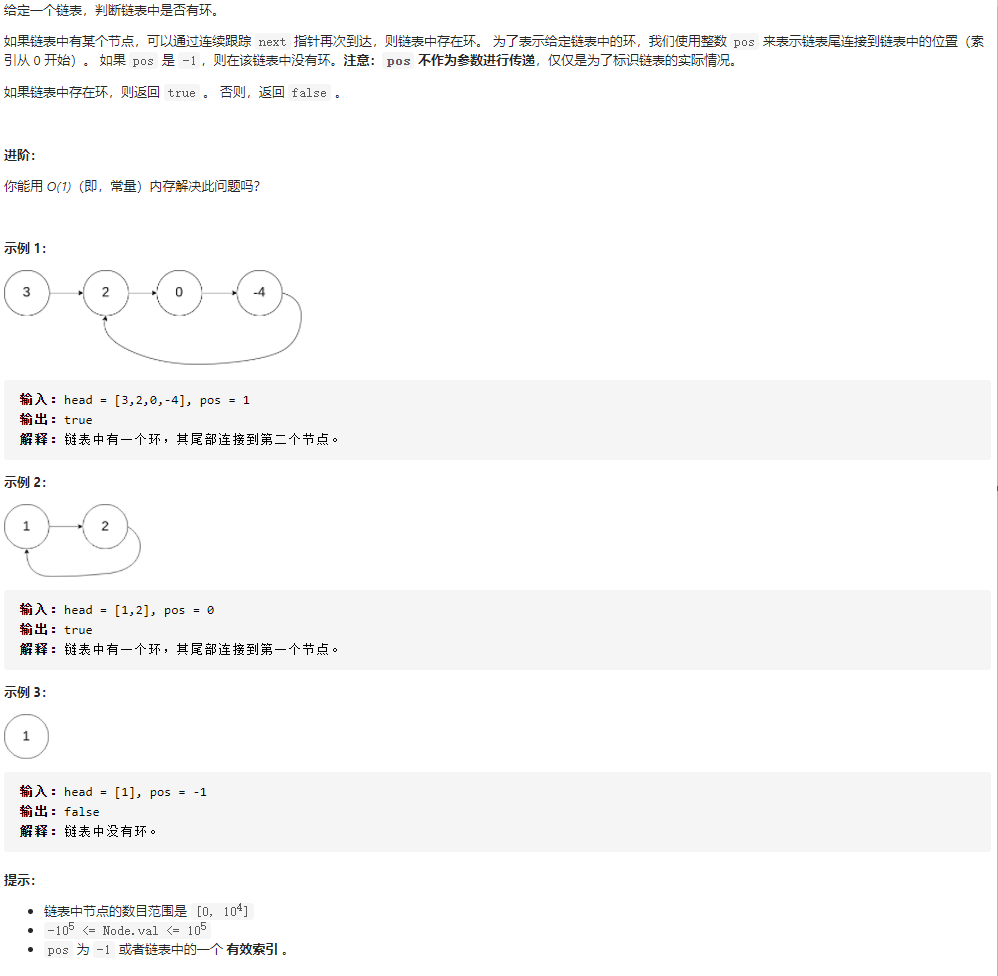 给定一个链表，判断链表中是否有环。
如果链表中有某个节点，可以通过连续跟踪 next 指针再次到达，则链表中存在环。 为了表示给定链表中的环，我们使用整数 pos 来表示链表尾连接到链表中的位置（索
引从 0 开始）。 如果 pos 是 -1，则在该链表中没有环。注意：pos 不作为参数进行传递，仅仅是为了标识链表的实际情况。
如果链表中存在环，则返回 true 。 否则，返回 false 。
进阶：
你能用 O(1)（即，常量）内存解决此问题吗？
示例 1：
3 2 0 -4
输入：head = [3,2,0,-4], pos = 1
输出：true
解释：链表中有一个环，其尾部连接到第二个节点。
示例 2：
1 2
输入：head = [1,2], pos = 0
输出：true
解释：链表中有一个环，其尾部连接到第一个节点。
示例 3：
1
输入：head = [1], pos = -1
输出：false
解释：链表中没有环。
提示：
• 链表中节点的数目范围是 [0, 10⁴]
• -10⁵ <= Node.val <= 10⁵
• pos 为 -1 或者链表中的一个 有效索引 。